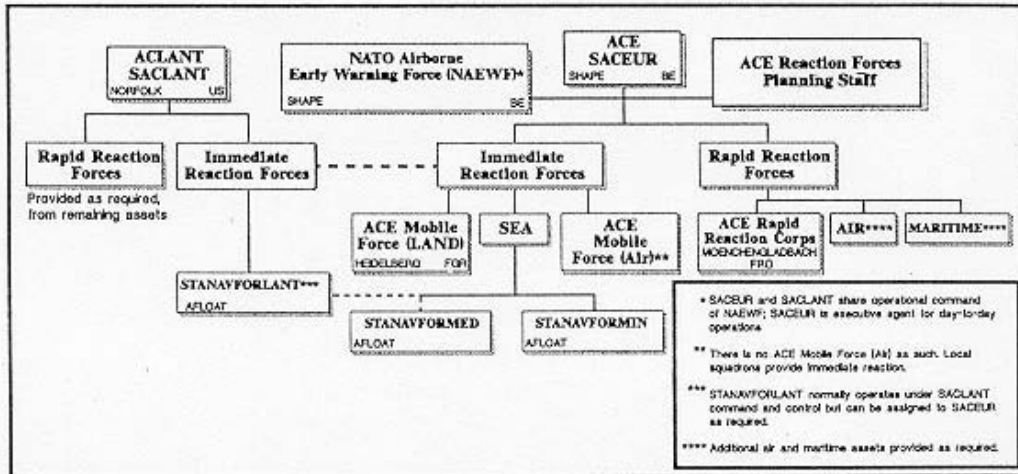 ACLANT
SACLANT
NORFOLK US
NATO Airborne
Early Warning Force (NAEWF)*
SHAPE BE
ACE
SACEUR
SHAPE BE
ACE Reaction Forces
Planning Staff
Rapid Reaction
Forces
Provided as required,
from remaining assets
Immediate
Reaction Forces
Immediate
Reaction Forces
Rapid Reaction
Forces
ACE Mobile
Force (LAND)
HEIDELBERG FGR
SEA
ACE
Mobile
Force (Air)**
ACE Rapid
Reaction Corps
MOENCHENGLADBACH
FRG
AIR****
MARITIME****
STANAVFORLANT***
AFLOAT
STANAVFORMED
AFLOAT
STANAVFORMIN
AFLOAT
* SACEUR and SACLANT share operational command
of NAEWF; SACEUR is executive agent for day-to-day
operations
** There is no ACE Mobile Force (Air) as such. Local
squadrons provide immediate reaction.
*** STANAVFORLANT normally operates under SACLANT
command and control but can be assigned to SACEUR
as required.
**** Additional air and maritime assets provided as required.